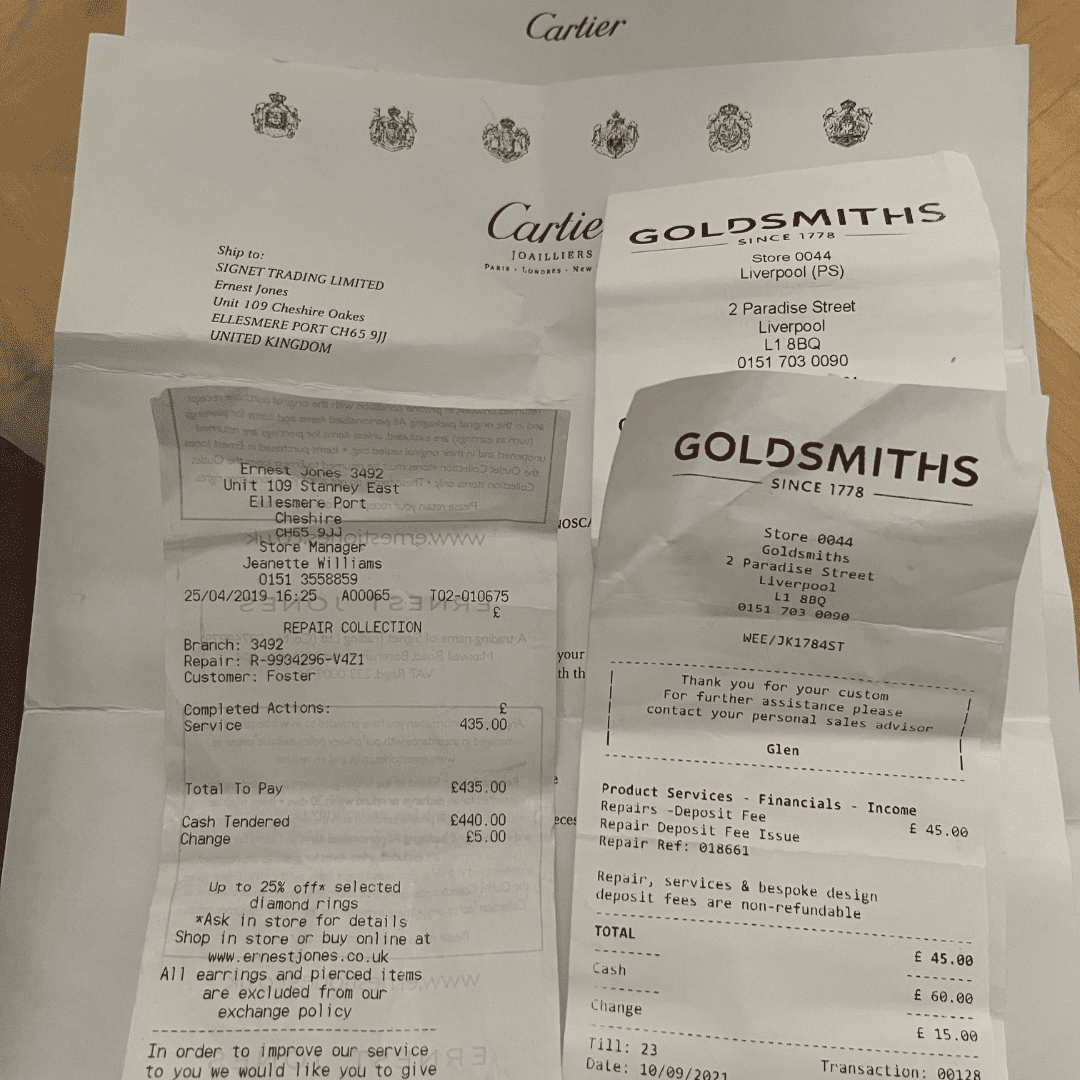 Cartier
Cartie
JOAILLIERS
PARIS · LONDRES · NEW
Ship to:
SIGNET TRADING LIMITED
Ernest Jones
Unit 109 Cheshire Oakes
ELLESMERE PORT CH65 9JJ
UNITED KINGDOM
GOLDSMITHS
SINCE 1778
Store 0044
Liverpool (PS)
2 Paradise Street
Liverpool
L1 8BQ
0151 703 0090
Ernest Jones 3492
Unit 109 Stanney East
Ellesmere Port
Cheshire
CH65 9JJ
Store Manager
Jeanette Williams
0151 3558859
25/04/2019 16:25 A00065 T02-010675
£
REPAIR COLLECTION
Branch: 3492
Repair: R-9934296-V4Z1
Customer: Foster
Completed Actions: £
Service 435.00
Total To Pay £435.00
Cash Tendered £440.00
Change £5.00
Up to 25% off* selected
diamond rings
*Ask in store for details
Shop in store or buy online at
www.ernestjones.co.uk
All earrings and pierced items
are excluded from our
exchange policy
In order to improve our service
to you we would like you to give
your
GOLDSMITHS
SINCE 1778
Store 0044
Goldsmiths
2 Paradise Street
Liverpool
L1 8BQ
0151 703 0090
WEE/JK1784ST
Thank you for your custom
For further assistance please
contact your personal sales advisor
Glen
Product Services - Financials - Income
Repairs -Deposit Fee £ 45.00
Repair Deposit Fee Issue
Repair Ref: 018661
Repair, services & bespoke design
deposit fees are non-refundable
TOTAL £ 45.00
Cash £ 60.00
Change £ 15.00
Till: 23 Transaction: 00128
Date: 10/09/2021